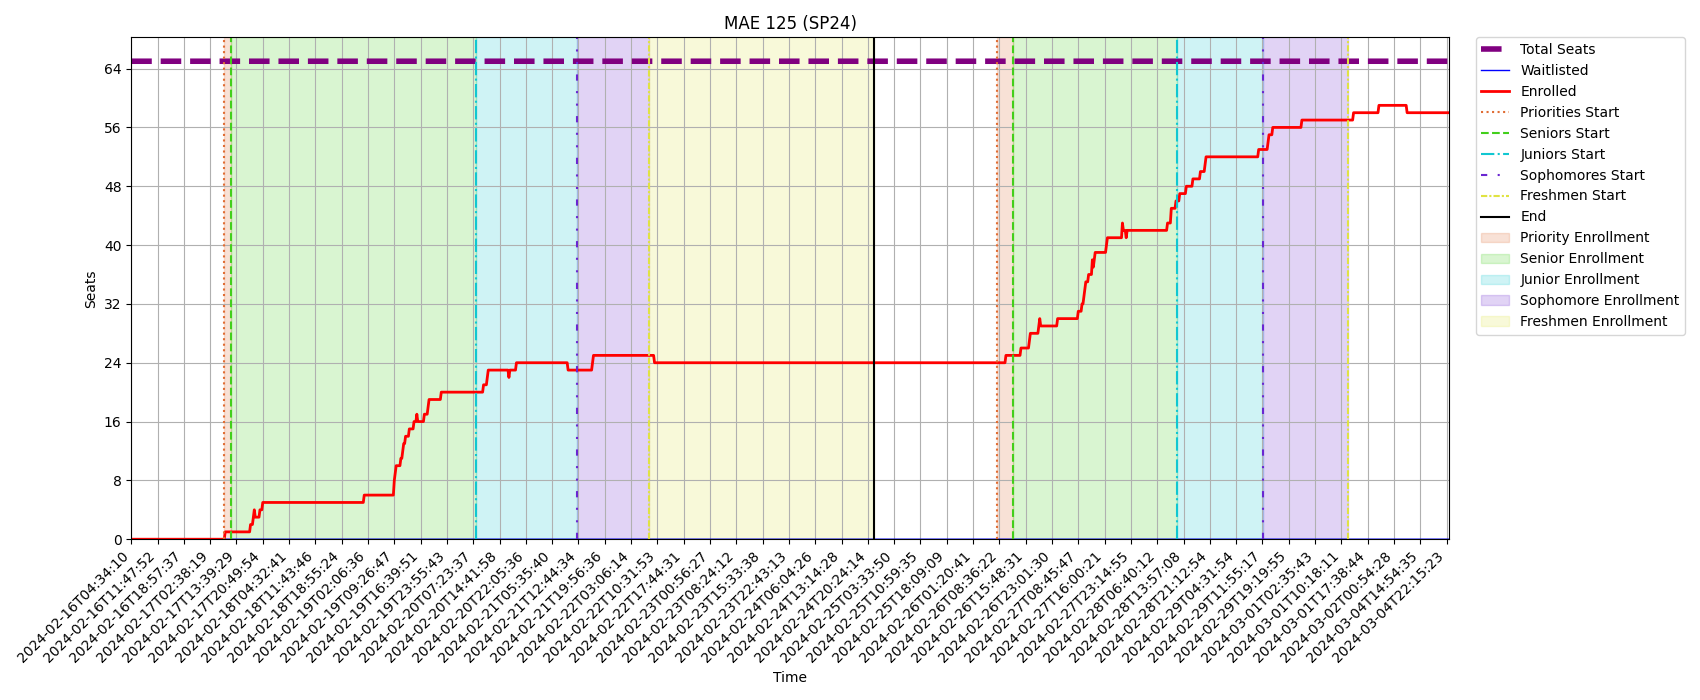 MAE 125 (SP24)
Seats
64
56
48
40
32
24
16
8
0
2024-02-16T04:34:10
2024-02-16T11:47:52
2024-02-16T18:57:37
2024-02-17T02:38:19
2024-02-17T13:39:29
2024-02-17T20:49:54
2024-02-18T04:32:41
2024-02-18T11:43:46
2024-02-18T18:55:24
2024-02-19T02:06:36
2024-02-19T09:26:47
2024-02-19T16:39:51
2024-02-19T23:55:43
2024-02-20T07:23:37
2024-02-20T14:41:58
2024-02-20T22:05:36
2024-02-21T05:35:40
2024-02-21T12:44:34
2024-02-21T19:56:36
2024-02-22T03:06:14
2024-02-22T10:31:53
2024-02-22T17:44:31
2024-02-23T00:56:27
2024-02-23T08:24:12
2024-02-23T15:33:38
2024-02-23T22:43:13
2024-02-24T06:04:26
2024-02-24T13:14:28
2024-02-24T20:24:14
2024-02-25T03:33:50
2024-02-25T10:59:35
2024-02-25T18:09:09
2024-02-26T01:20:41
2024-02-26T08:36:22
2024-02-26T15:48:31
2024-02-26T23:01:30
2024-02-27T08:45:47
2024-02-27T16:00:21
2024-02-27T23:14:55
2024-02-28T06:40:12
2024-02-28T13:57:08
2024-02-28T21:12:54
2024-02-29T04:31:54
2024-02-29T11:55:17
2024-02-29T19:19:55
2024-03-01T02:35:43
2024-03-01T10:18:11
2024-03-01T17:38:44
2024-03-02T00:54:28
2024-03-04T14:54:35
2024-03-04T22:15:23
Time
Total Seats
Waitlisted
Enrolled
Priorities Start
Seniors Start
Juniors Start
Sophomores Start
Freshmen Start
End
Priority Enrollment
Senior Enrollment
Junior Enrollment
Sophomore Enrollment
Freshmen Enrollment